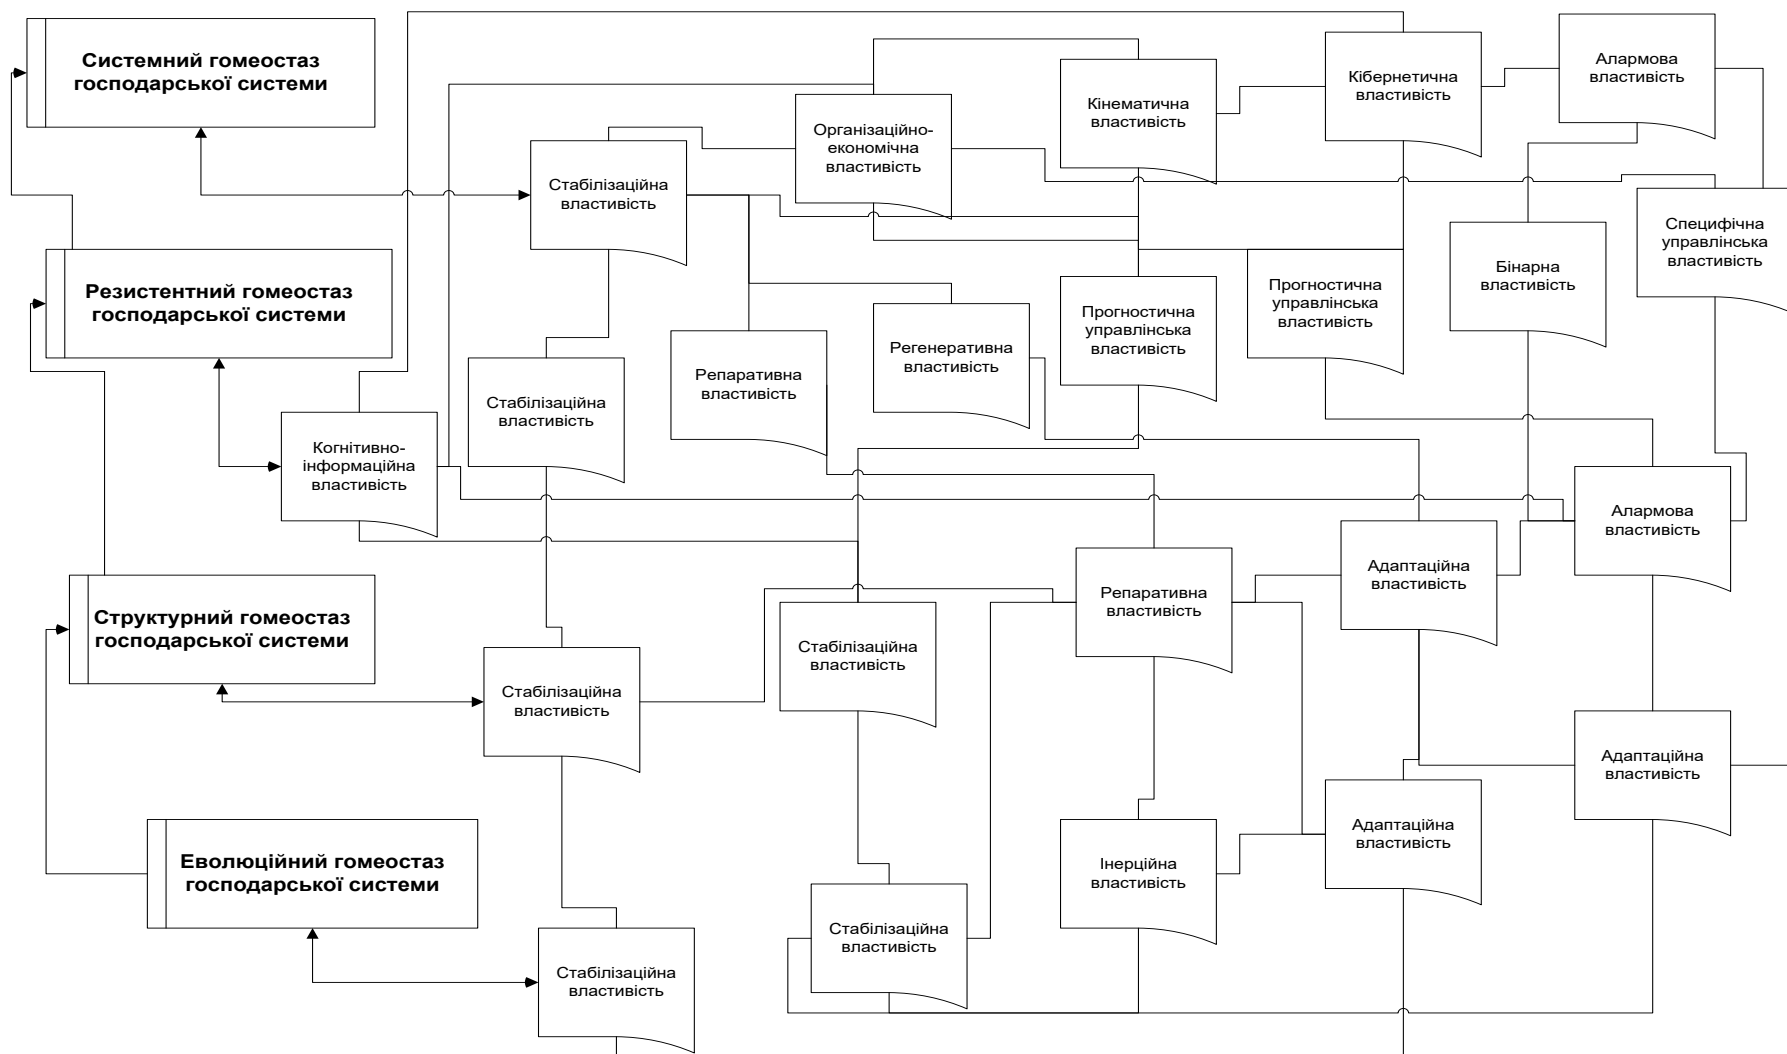 Системний гомеостаз
господарської системи
Алармова
властивість
Кібернетична
властивість
Кінематична
властивість
Організаційно-
економічна
властивість
Стабілізаційна
властивість
Специфічна
управлінська
властивість
Бінарна
властивість
Резистентний гомеостаз
господарської системи
Прогностична
управлінська
властивість
Прогностична
управлінська
властивість
Регенеративна
властивість
Репаративна
властивість
Стабілізаційна
властивість
Когнітивно-
інформаційна
властивість
Алармова
властивість
Адаптаційна
властивість
Репаративна
властивість
Структурний гомеостаз
господарської системи
Стабілізаційна
властивість
Стабілізаційна
властивість
Адаптаційна
властивість
Адаптаційна
властивість
Інерційна
властивість
Еволюційний гомеостаз
господарської системи
Стабілізаційна
властивість
Стабілізаційна
властивість